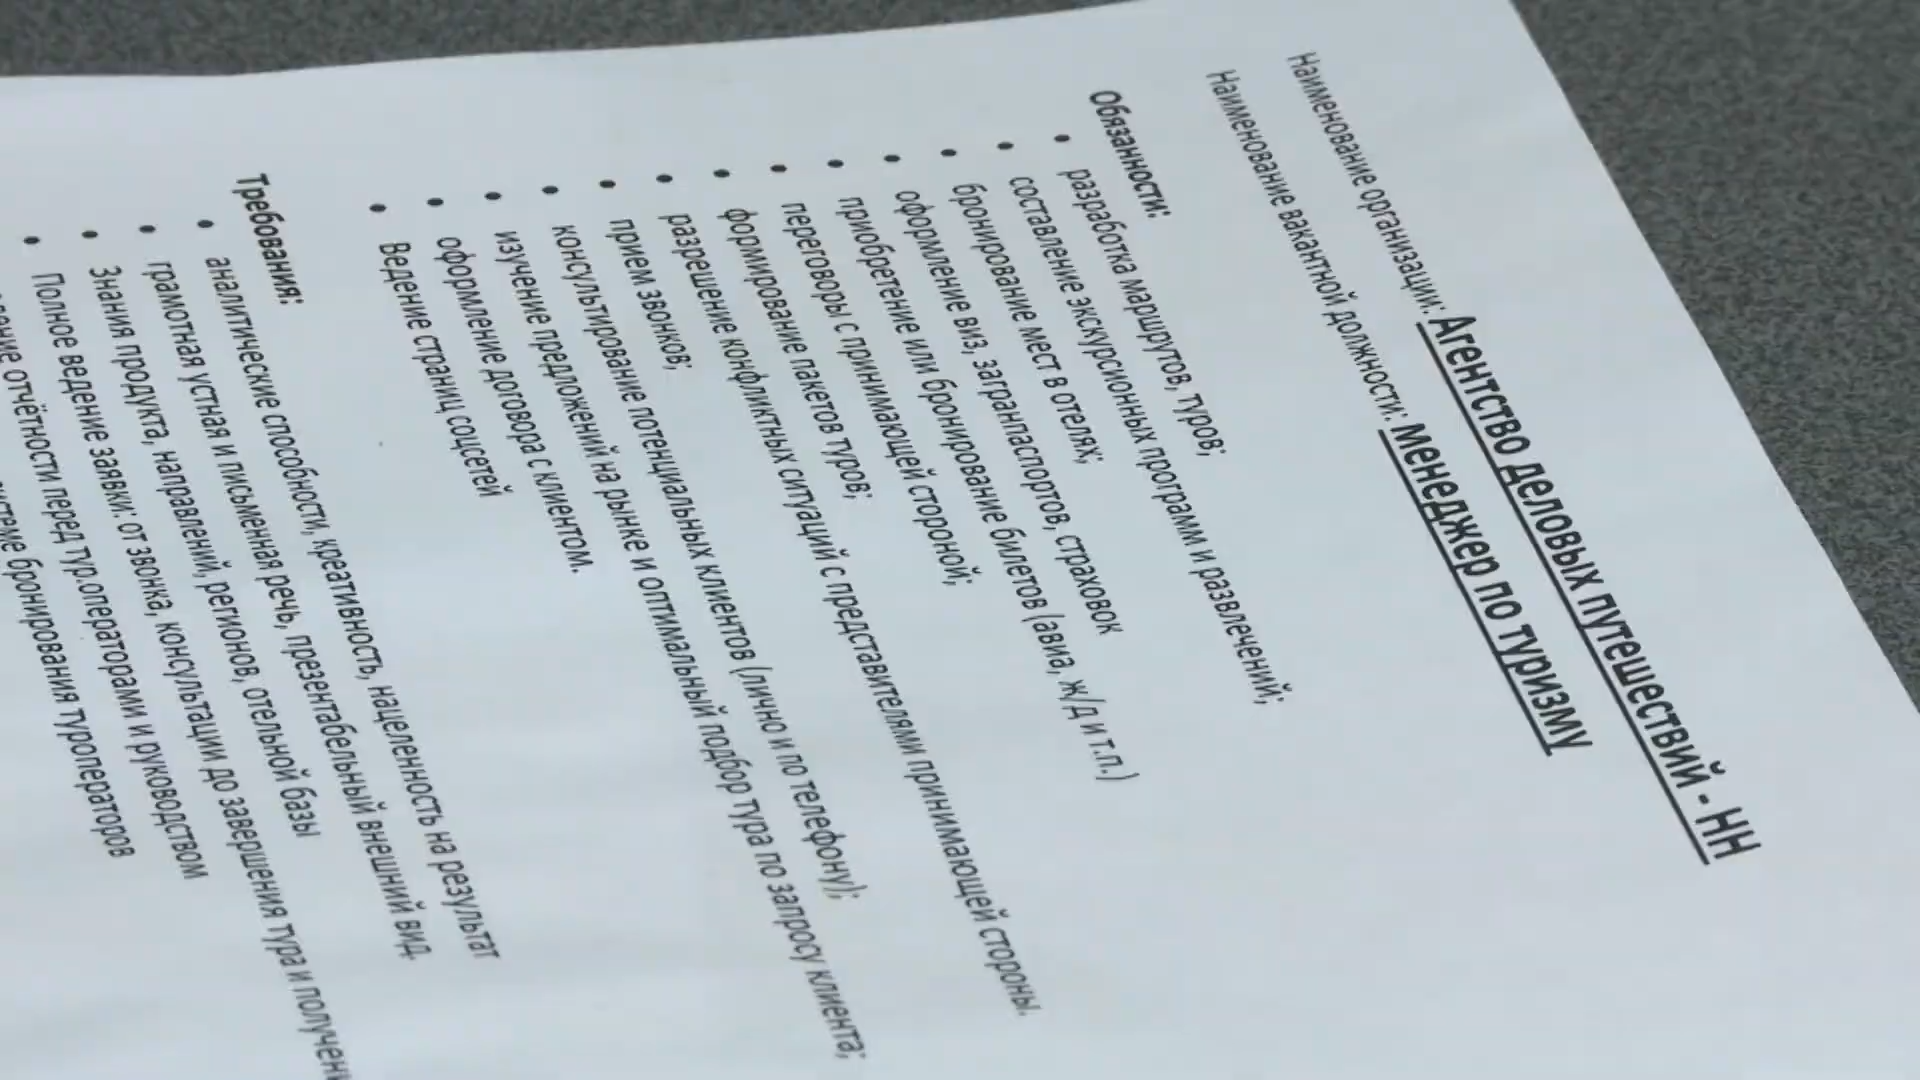 Наименование организации: Агентство деловых путешествий - НН
Наименование вакантной должности: Менеджер по туризму
Обязанности:
• разработка маршрутов, туров;
• составление экскурсионных программ и развлечений;
• бронирование мест в отелях;
• оформление виз, загранпаспортов, страховок
• приобретение или бронирование билетов (авиа, ж/д и т.п.)
• переговоры с принимающей стороной;
• формирование пакетов туров;
• разрешение конфликтных ситуаций с представителями принимающей стороны.
• прием звонков;
• консультирование потенциальных клиентов (лично и по телефону);
• изучение предложений на рынке и оптимальный подбор тура по запросу клиента;
• оформление договора с клиентом.
• Ведение страниц соцсетей
Требования:
• аналитические способности, креативность, нацеленность на результат
• грамотная устная и письменная речь, презентабельный внешний вид.
• Знания продукта, направлений, регионов, отельной базы
• Полное ведение заявки: от звонка, консультации до завершения тура и
отчётности перед тур.операторами и руководством
бронирования туроператоров